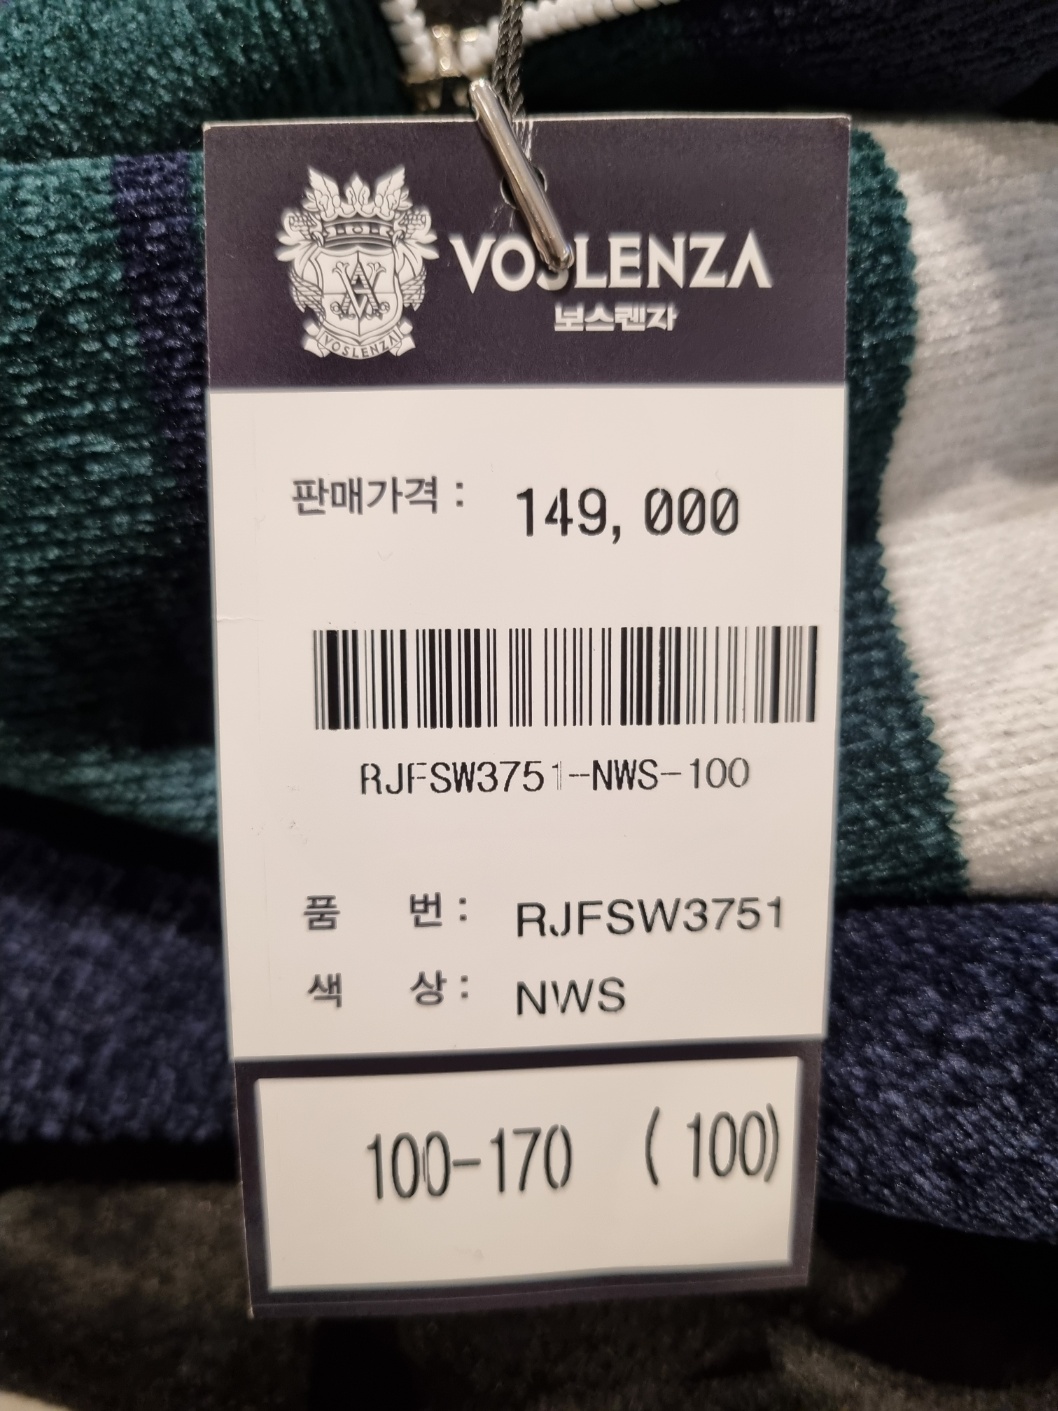 VOSLENZA
보스렌자
VOSLENZA
판매가격 : 149,000
RJFSW3751-NWS-100
품 번 : RJFSW3751
색 상 : NWS
100-170 (100)